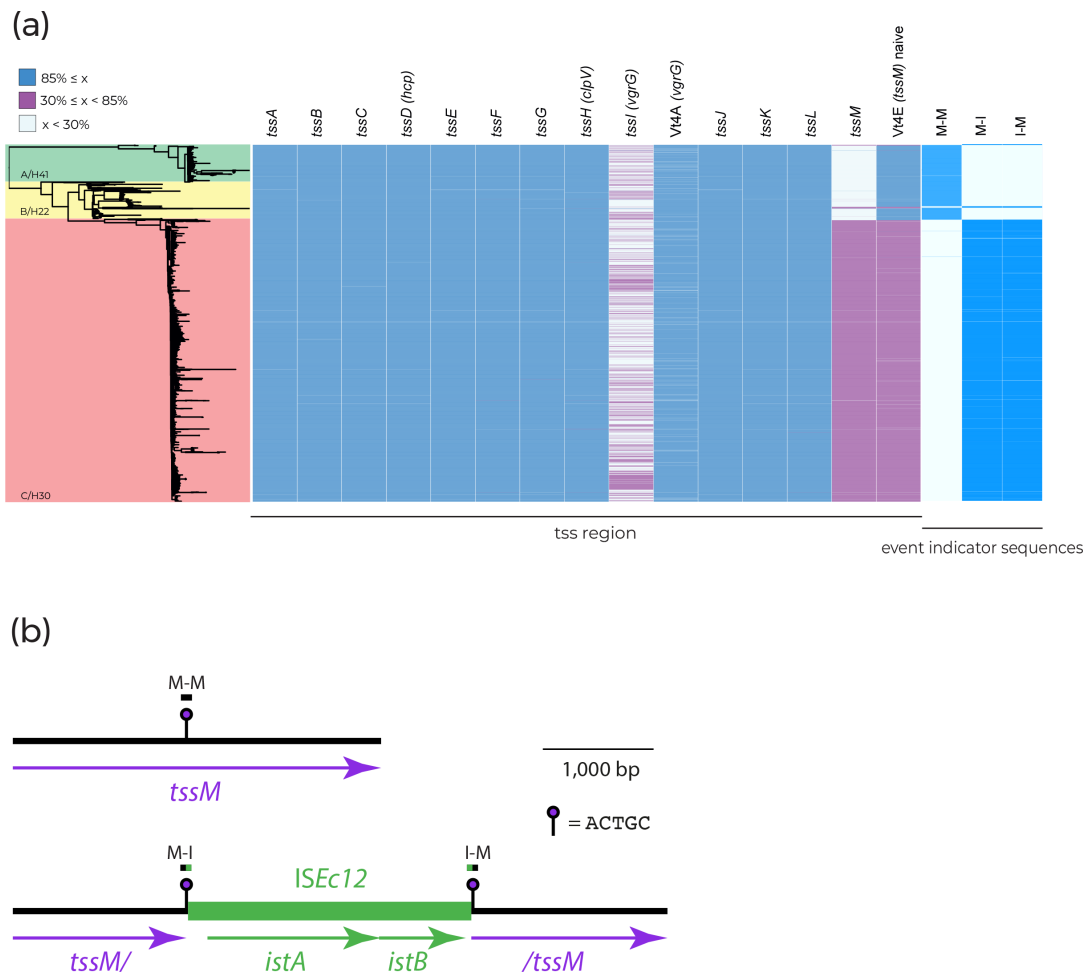 (a)
85% ≤ x
30% ≤ x < 85%
x < 30%
tssA
tssB
tssC
tssD (hcp)
tssE
tssF
tssG
tssH (clpV)
tssI (vgrG)
Vt4A (vgrG)
tssJ
tssK
tssL
tssM
Vt4E (tssM) naive
M-M
M-I
I-M
A/H41
B/H22
C/H30
tss region
event indicator sequences
(b)
M-M
tssM
1,000 bp
= ACTGC
M-I
I-M
ISEc12
tssM/
istA
istB
/tssM